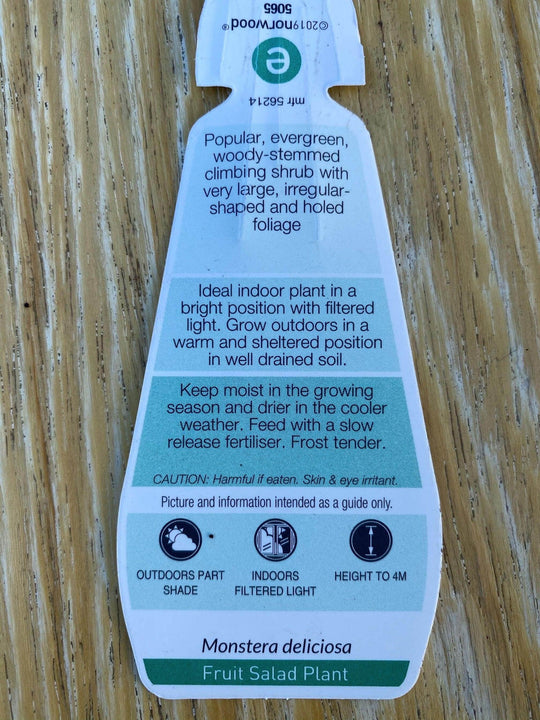 5065
©2019norwood®
e
mfr 56214
Popular, evergreen,
woody-stemmed
climbing shrub with
very large, irregular-
shaped and holed
foliage
Ideal indoor plant in a
bright position with filtered
light. Grow outdoors in a
warm and sheltered position
in well drained soil.
Keep moist in the growing
season and drier in the cooler
weather. Feed with a slow
release fertiliser. Frost tender.
CAUTION: Harmful if eaten. Skin & eye irritant.
Picture and information intended as a guide only.
OUTDOORS PART
SHADE
INDOORS
FILTERED LIGHT
HEIGHT TO 4M
Monstera deliciosa
Fruit Salad Plant